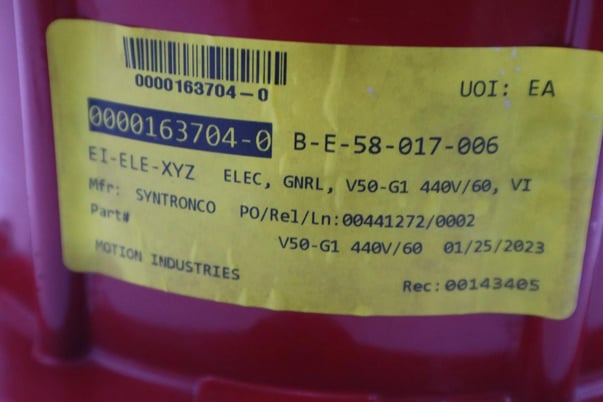 0000163704-0
UOI: EA
0000163704-0 B-E-58-017-006
EI-ELE-XYZ ELEC, GNRL, V50-G1 440V/60, VI
Mfr: SYNTRONCO PO/Rel/Ln:00441272/0002
Part# V50-G1 440V/60 01/25/2023
MOTION INDUSTRIES Rec:00143405